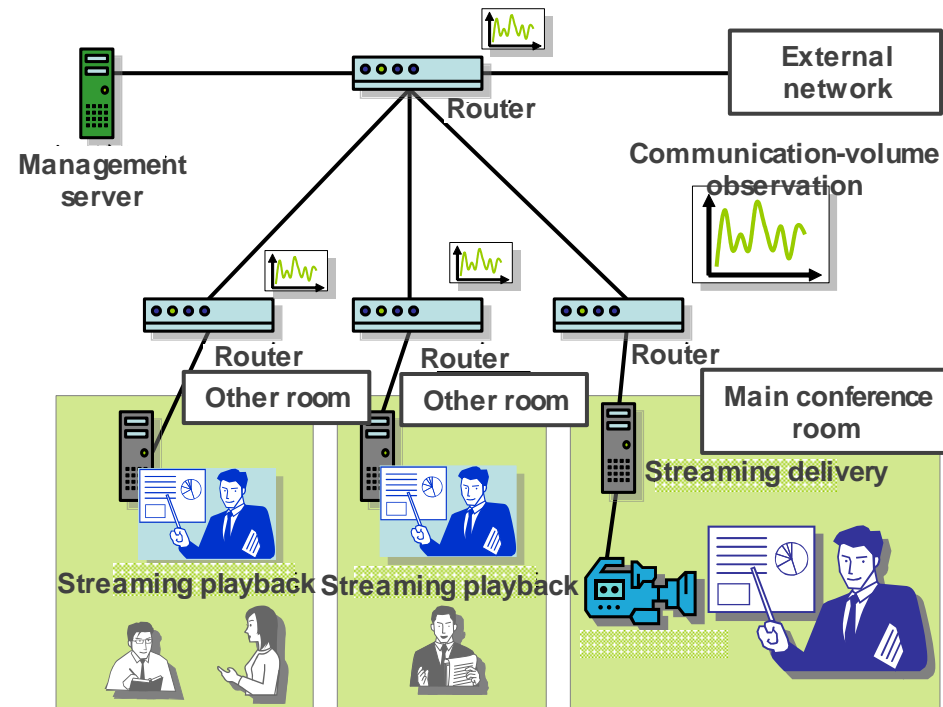 External
network
Router
Management
server
Communication-volume
observation
Router
Router
Router
Other room
Other room
Main conference
room
Streaming delivery
Streaming playback
Streaming playback